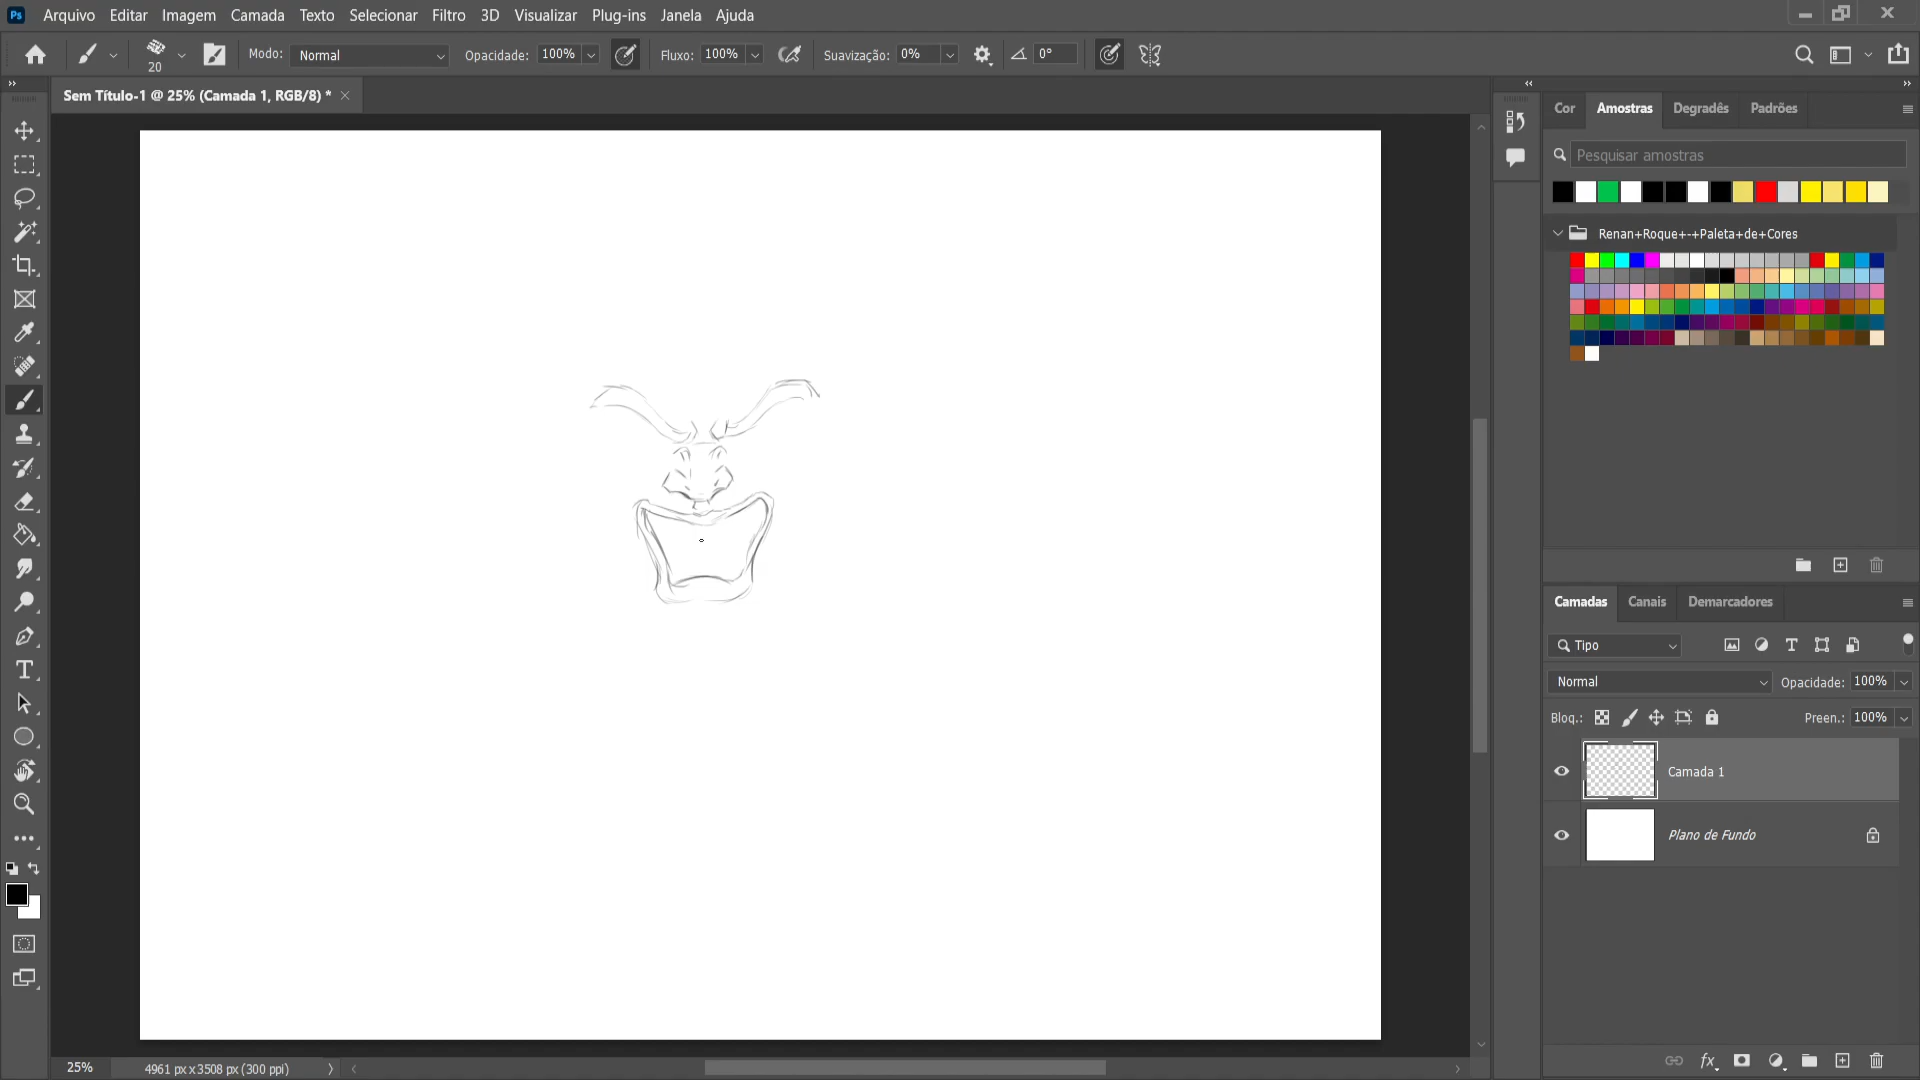 Ps Arquivo Editar Imagem Camada Texto Selecionar Filtro 3D Visualizar Plug-ins Janela Ajuda
20 Modo: Normal Opacidade: 100% Fluxo: 100% Suavização: 0% 0°
Sem Título-1 @ 25% (Camada 1, RGB/8) *
Cor Amostras Degradês Padrões
Pesquisar amostras
Renan+Roque+-+Paleta+de+Cores
Camadas Canais Demarcadores
Tipo
Normal Opacidade: 100%
Bloq.: Preen.: 100%
Camada 1
Plano de Fundo
fx
25% 4961 px x 3508 px (300 ppi)